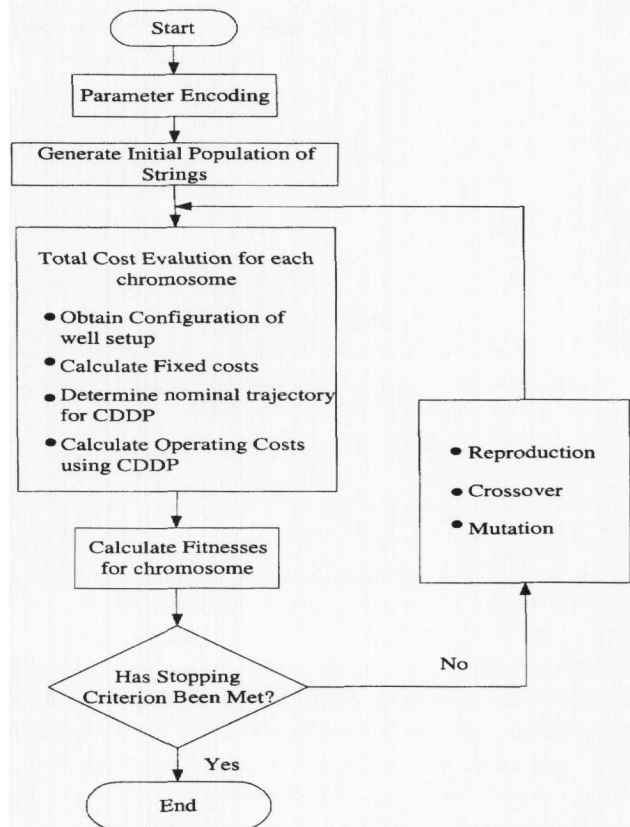 Start
Parameter Encoding
Generate Initial Population of
Strings
Total Cost Evalution for each
chromosome
● Obtain Configuration of
well setup
● Calculate Fixed costs
● Determine nominal trajectory
for CDDP
● Calculate Operating Costs
using CDDP
Calculate Fitnesses
for chromosome
Has Stopping
Criterion Been Met?
Yes
End
No
● Reproduction
● Crossover
● Mutation